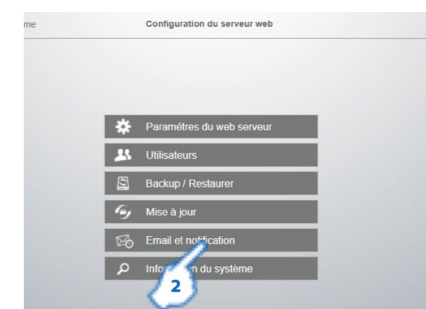 me
Configuration du serveur web
Paramétres du web serveur
Utilisateurs
Backup / Restaurer
Mise à jour
Email et notification
du système
2